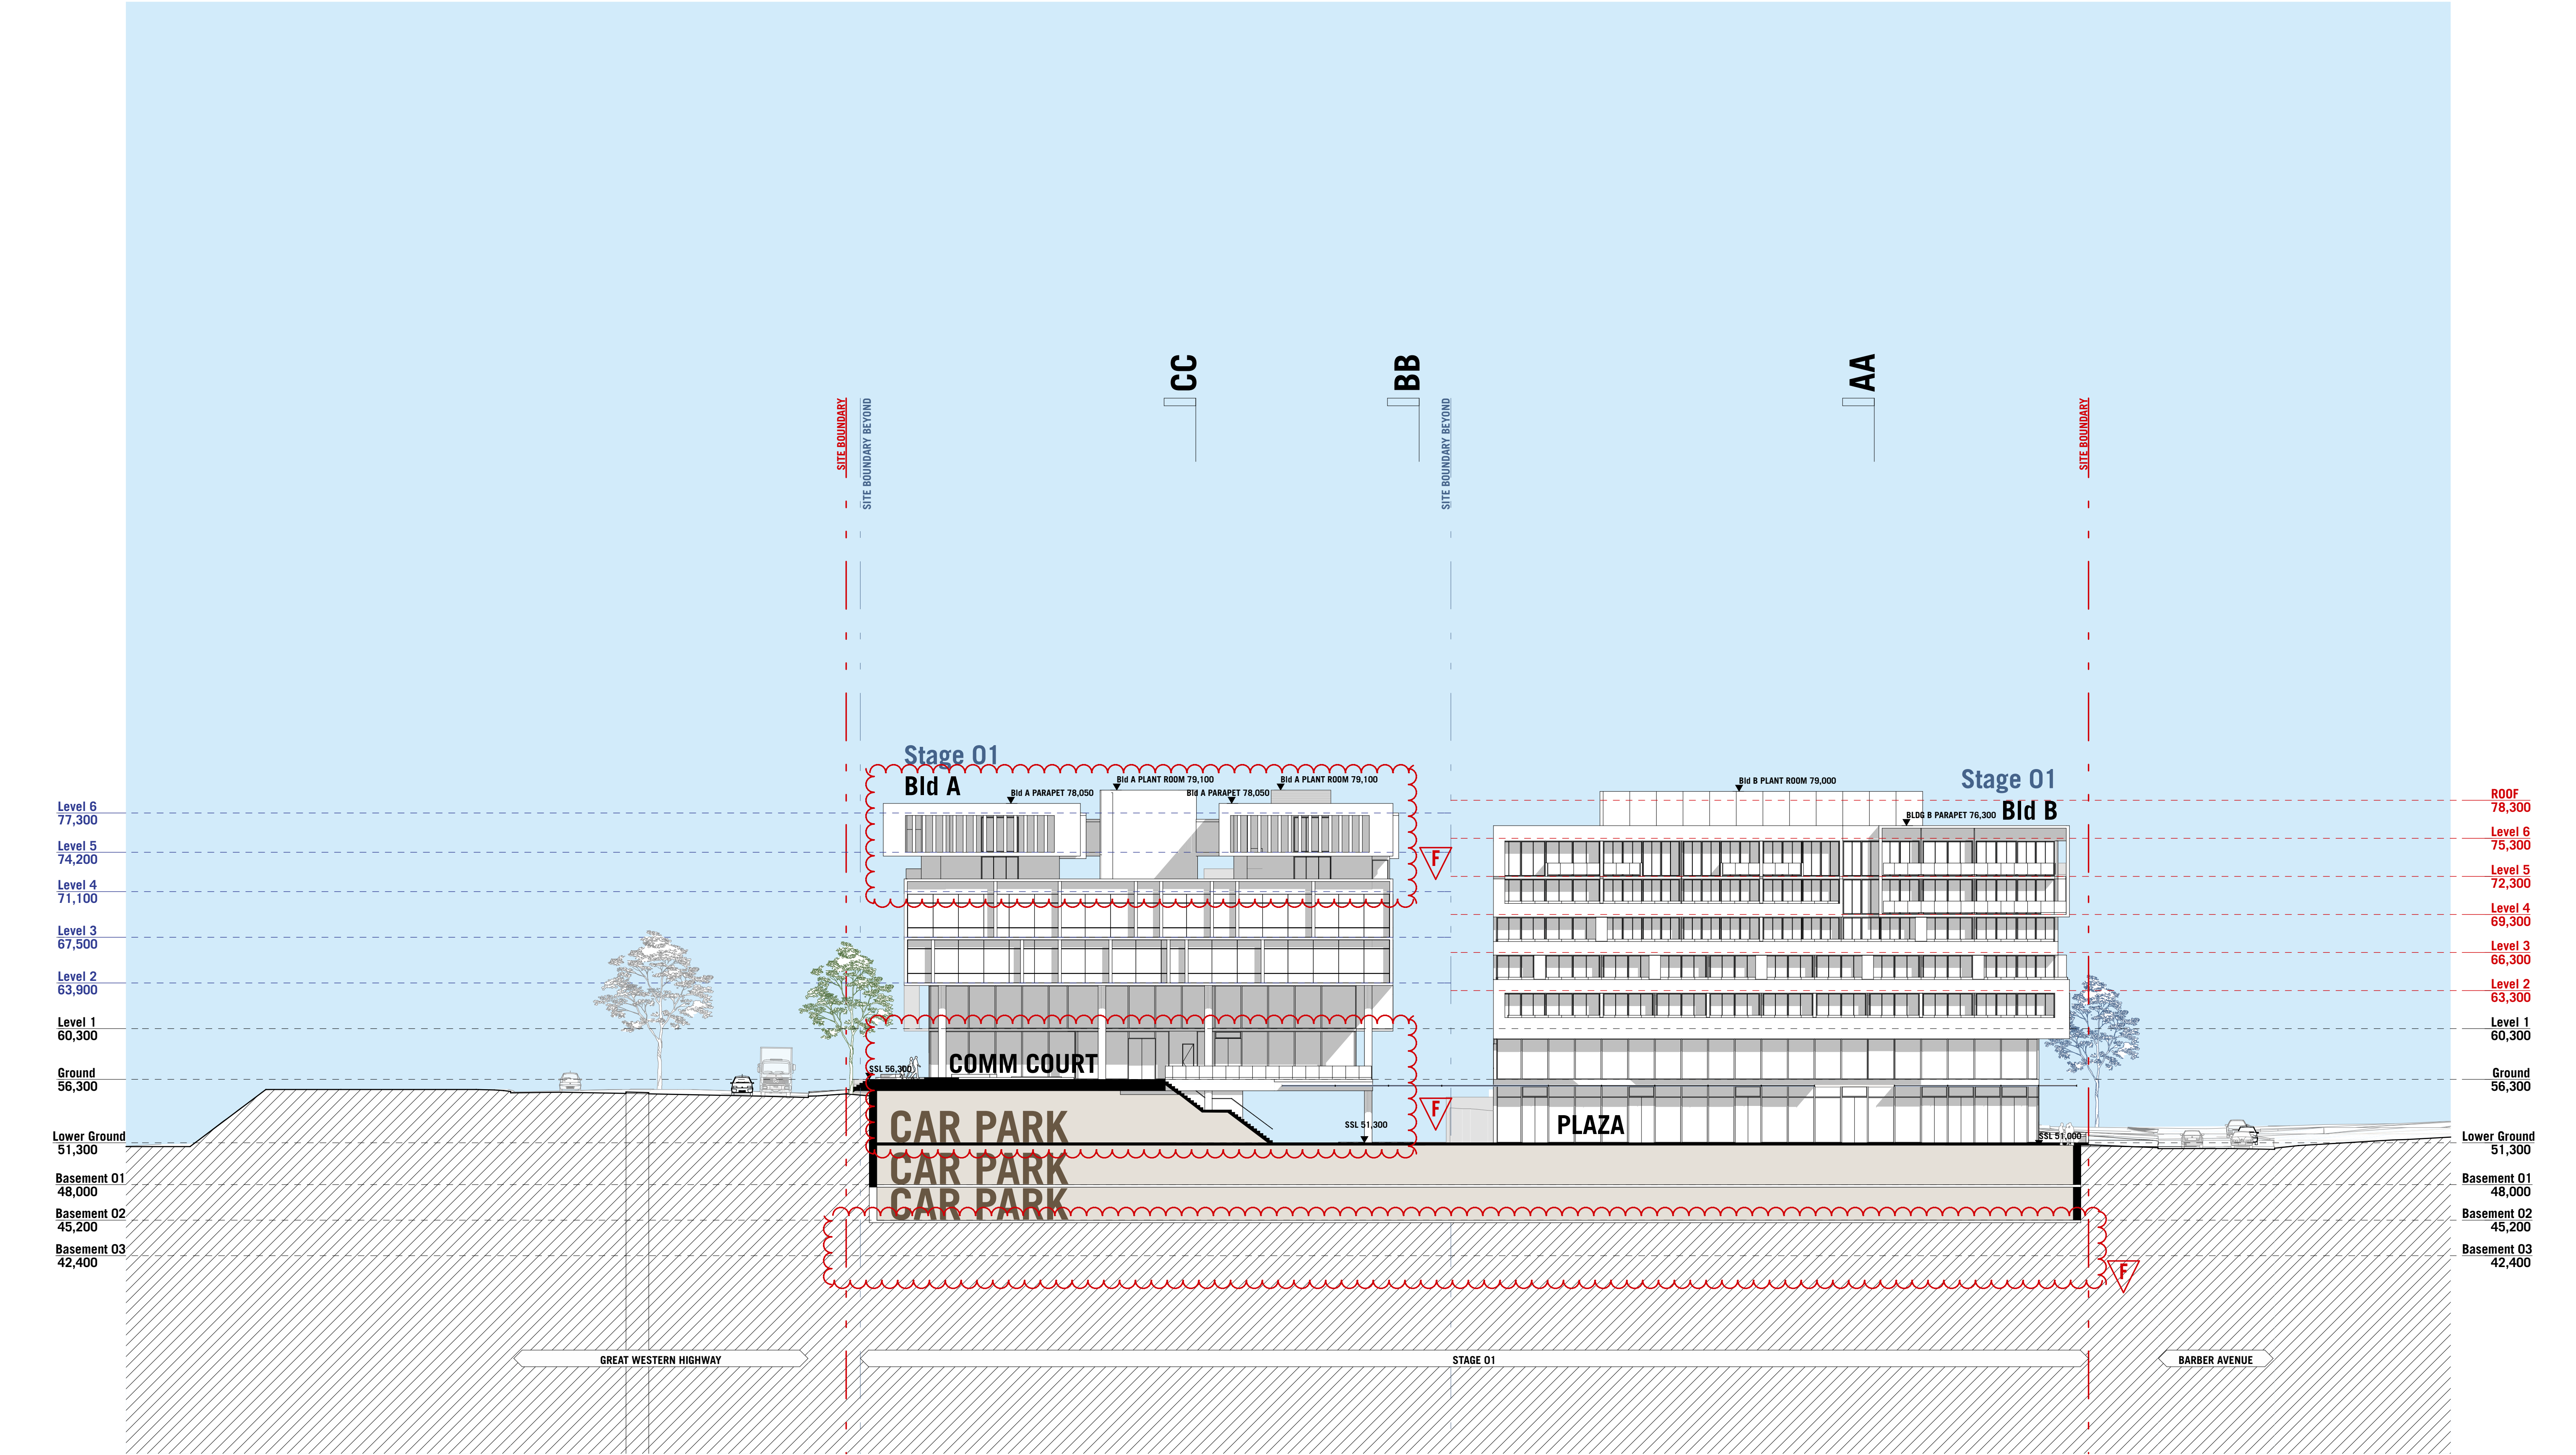 CC
BB
AA
SITE BOUNDARY
SITE BOUNDARY BEYOND
SITE BOUNDARY BEYOND
SITE BOUNDARY
Stage 01
Bld A
Bld A PARAPET 78,050
Bld A PLANT ROOM 79,100
Bld A PARAPET 78,050
Bld A PLANT ROOM 79,100
Bld B PLANT ROOM 79,000
Stage 01
Bld B
BLDG B PARAPET 76,300
Level 6
77,300
Level 5
74,200
Level 4
71,100
Level 3
67,500
Level 2
63,900
Level 1
60,300
Ground
56,300
Lower Ground
51,300
Basement 01
48,000
Basement 02
45,200
Basement 03
42,400
ROOF
78,300
Level 6
75,300
Level 5
72,300
Level 4
69,300
Level 3
66,300
Level 2
63,300
Level 1
60,300
Ground
56,300
Lower Ground
51,300
Basement 01
48,000
Basement 02
45,200
Basement 03
42,400
F
SSL 56,300
COMM COURT
F
CAR PARK
SSL 51,300
PLAZA
SSL 51,000
CAR PARK
CAR PARK
F
GREAT WESTERN HIGHWAY
STAGE 01
BARBER AVENUE